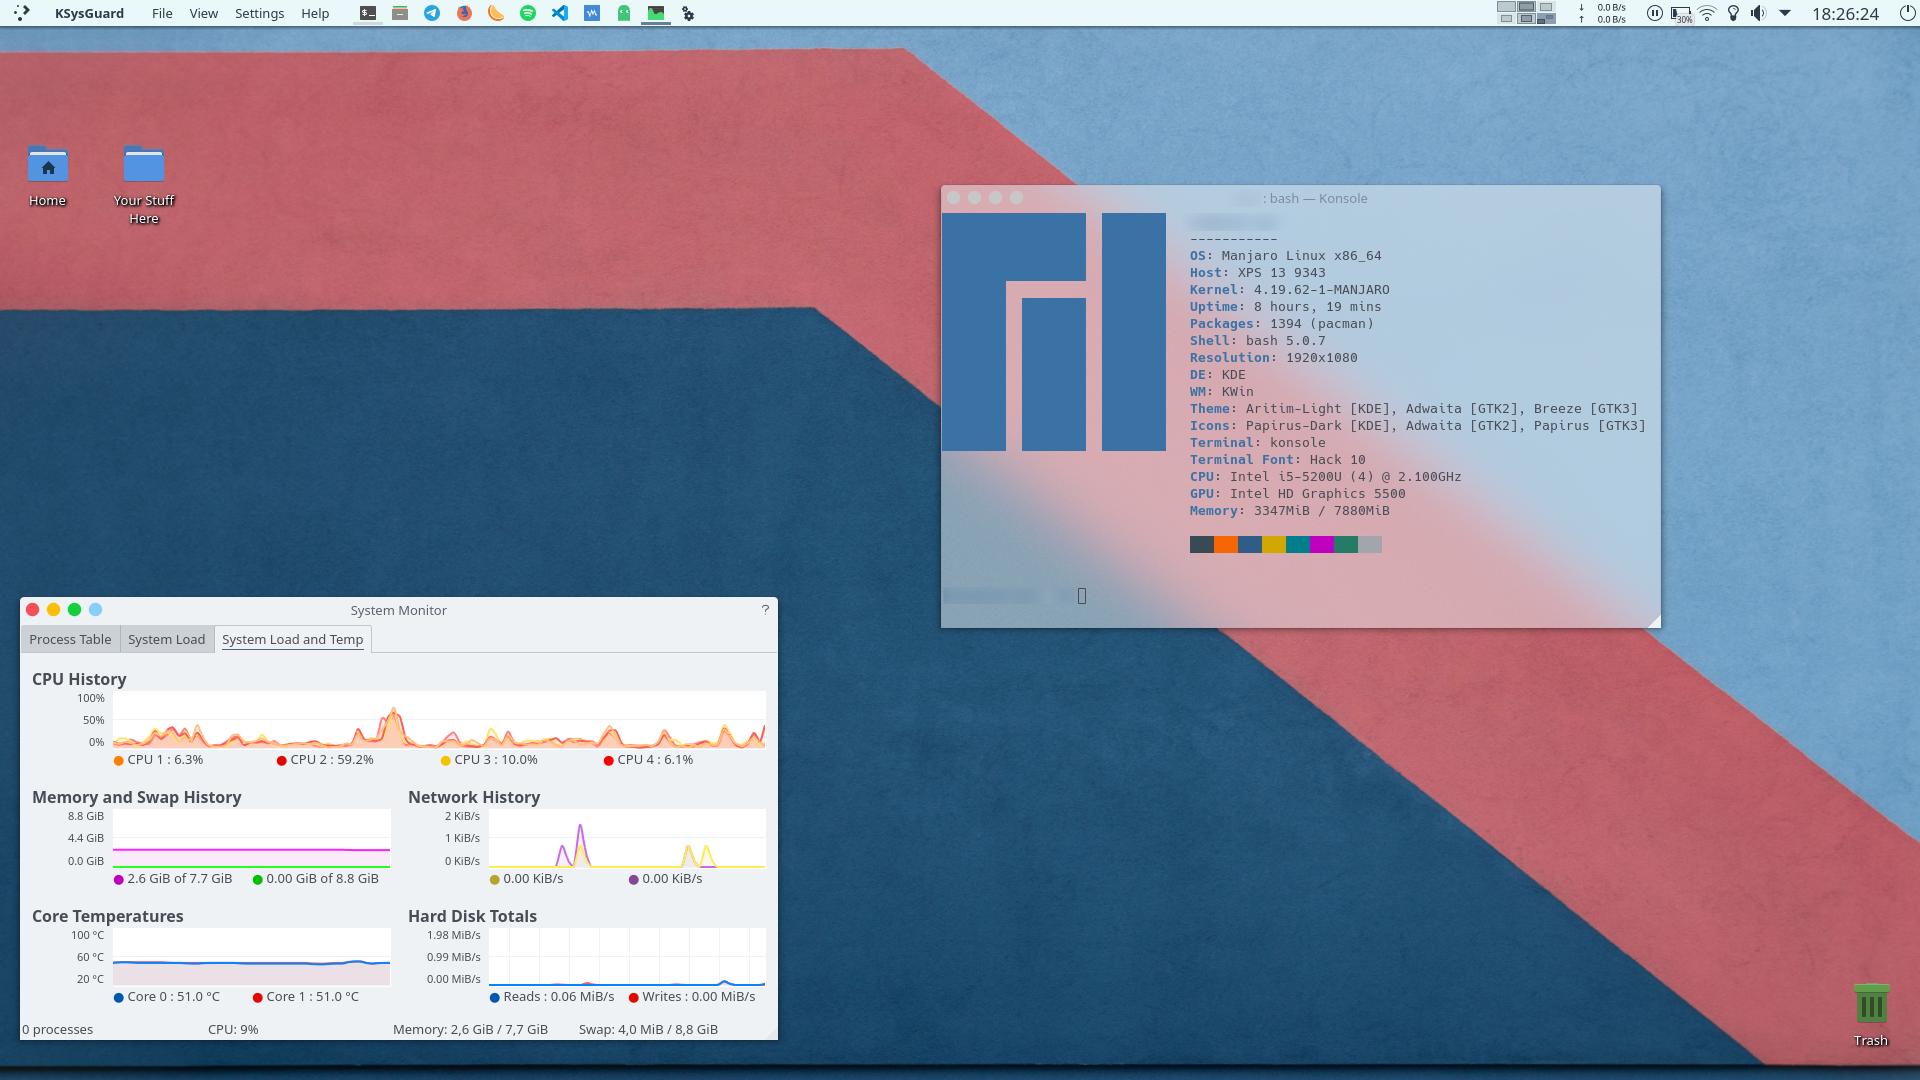 KSysGuard File View Settings Help
0.0 B/s
0.0 B/s
30%
18:26:24
Home
Your Stuff
Here
: bash — Konsole
-----------
OS: Manjaro Linux x86_64
Host: XPS 13 9343
Kernel: 4.19.62-1-MANJARO
Uptime: 8 hours, 19 mins
Packages: 1394 (pacman)
Shell: bash 5.0.7
Resolution: 1920x1080
DE: KDE
WM: KWin
Theme: Aritim-Light [KDE], Adwaita [GTK2], Breeze [GTK3]
Icons: Papirus-Dark [KDE], Adwaita [GTK2], Papirus [GTK3]
Terminal: konsole
Terminal Font: Hack 10
CPU: Intel i5-5200U (4) @ 2.100GHz
GPU: Intel HD Graphics 5500
Memory: 3347MiB / 7880MiB
System Monitor ?
Process Table System Load System Load and Temp
CPU History
100%
50%
0%
CPU 1 : 6.3% CPU 2 : 59.2% CPU 3 : 10.0% CPU 4 : 6.1%
Memory and Swap History
8.8 GiB
4.4 GiB
0.0 GiB
2.6 GiB of 7.7 GiB 0.00 GiB of 8.8 GiB
Network History
2 KiB/s
1 KiB/s
0 KiB/s
0.00 KiB/s 0.00 KiB/s
Core Temperatures
100 °C
60 °C
20 °C
Core 0 : 51.0 °C Core 1 : 51.0 °C
Hard Disk Totals
1.98 MiB/s
0.99 MiB/s
0.00 MiB/s
Reads : 0.06 MiB/s Writes : 0.00 MiB/s
0 processes CPU: 9% Memory: 2,6 GiB / 7,7 GiB Swap: 4,0 MiB / 8,8 GiB
Trash